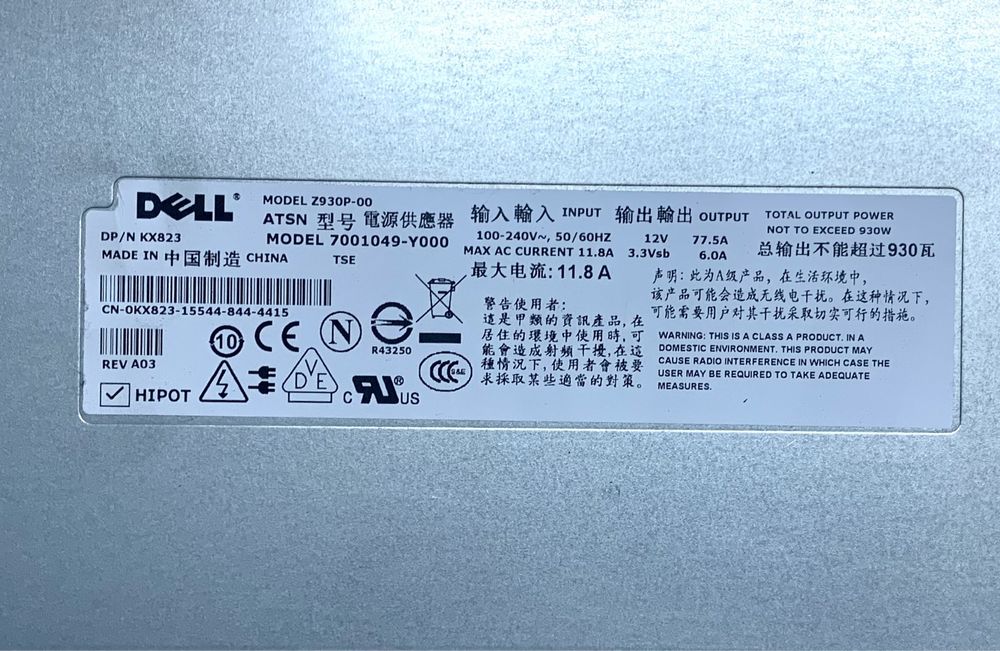 DELL®
MODEL Z930P-00
ATSN 型号 電源供應器
DP/N KX823
MODEL 7001049-Y000
MADE IN 中国制造 CHINA
TSE
CN-0KX823-15544-844-4415
REV A03
HIPOT
10
CE
N
R43250
DVE
c RU® US
CCC S&E
输入 輸入 INPUT
100-240V~, 50/60HZ
MAX AC CURRENT 11.8A
最大电流: 11.8 A
输出 輸出 OUTPUT
12V 77.5A
3.3Vsb 6.0A
TOTAL OUTPUT POWER
NOT TO EXCEED 930W
总输出不能超过930瓦
警告使用者:
這是甲類的資訊產品, 在
居住的環境中使用時, 可
能會造成射頻干擾, 在這
種情況下, 使用者會被要
求採取某些適當的對策。
声明: 此为A级产品, 在生活环境中,
该产品可能会造成无线电干扰。在这种情况下,
可能需要用户对其干扰采取切实可行的措施。
WARNING: THIS IS A CLASS A PRODUCT. IN A
DOMESTIC ENVIRONMENT. THIS PRODUCT MAY
CAUSE RADIO INTERFERENCE IN WHICH CASE THE
USER MAY BE REQUIRED TO TAKE ADEQUATE
MEASURES.